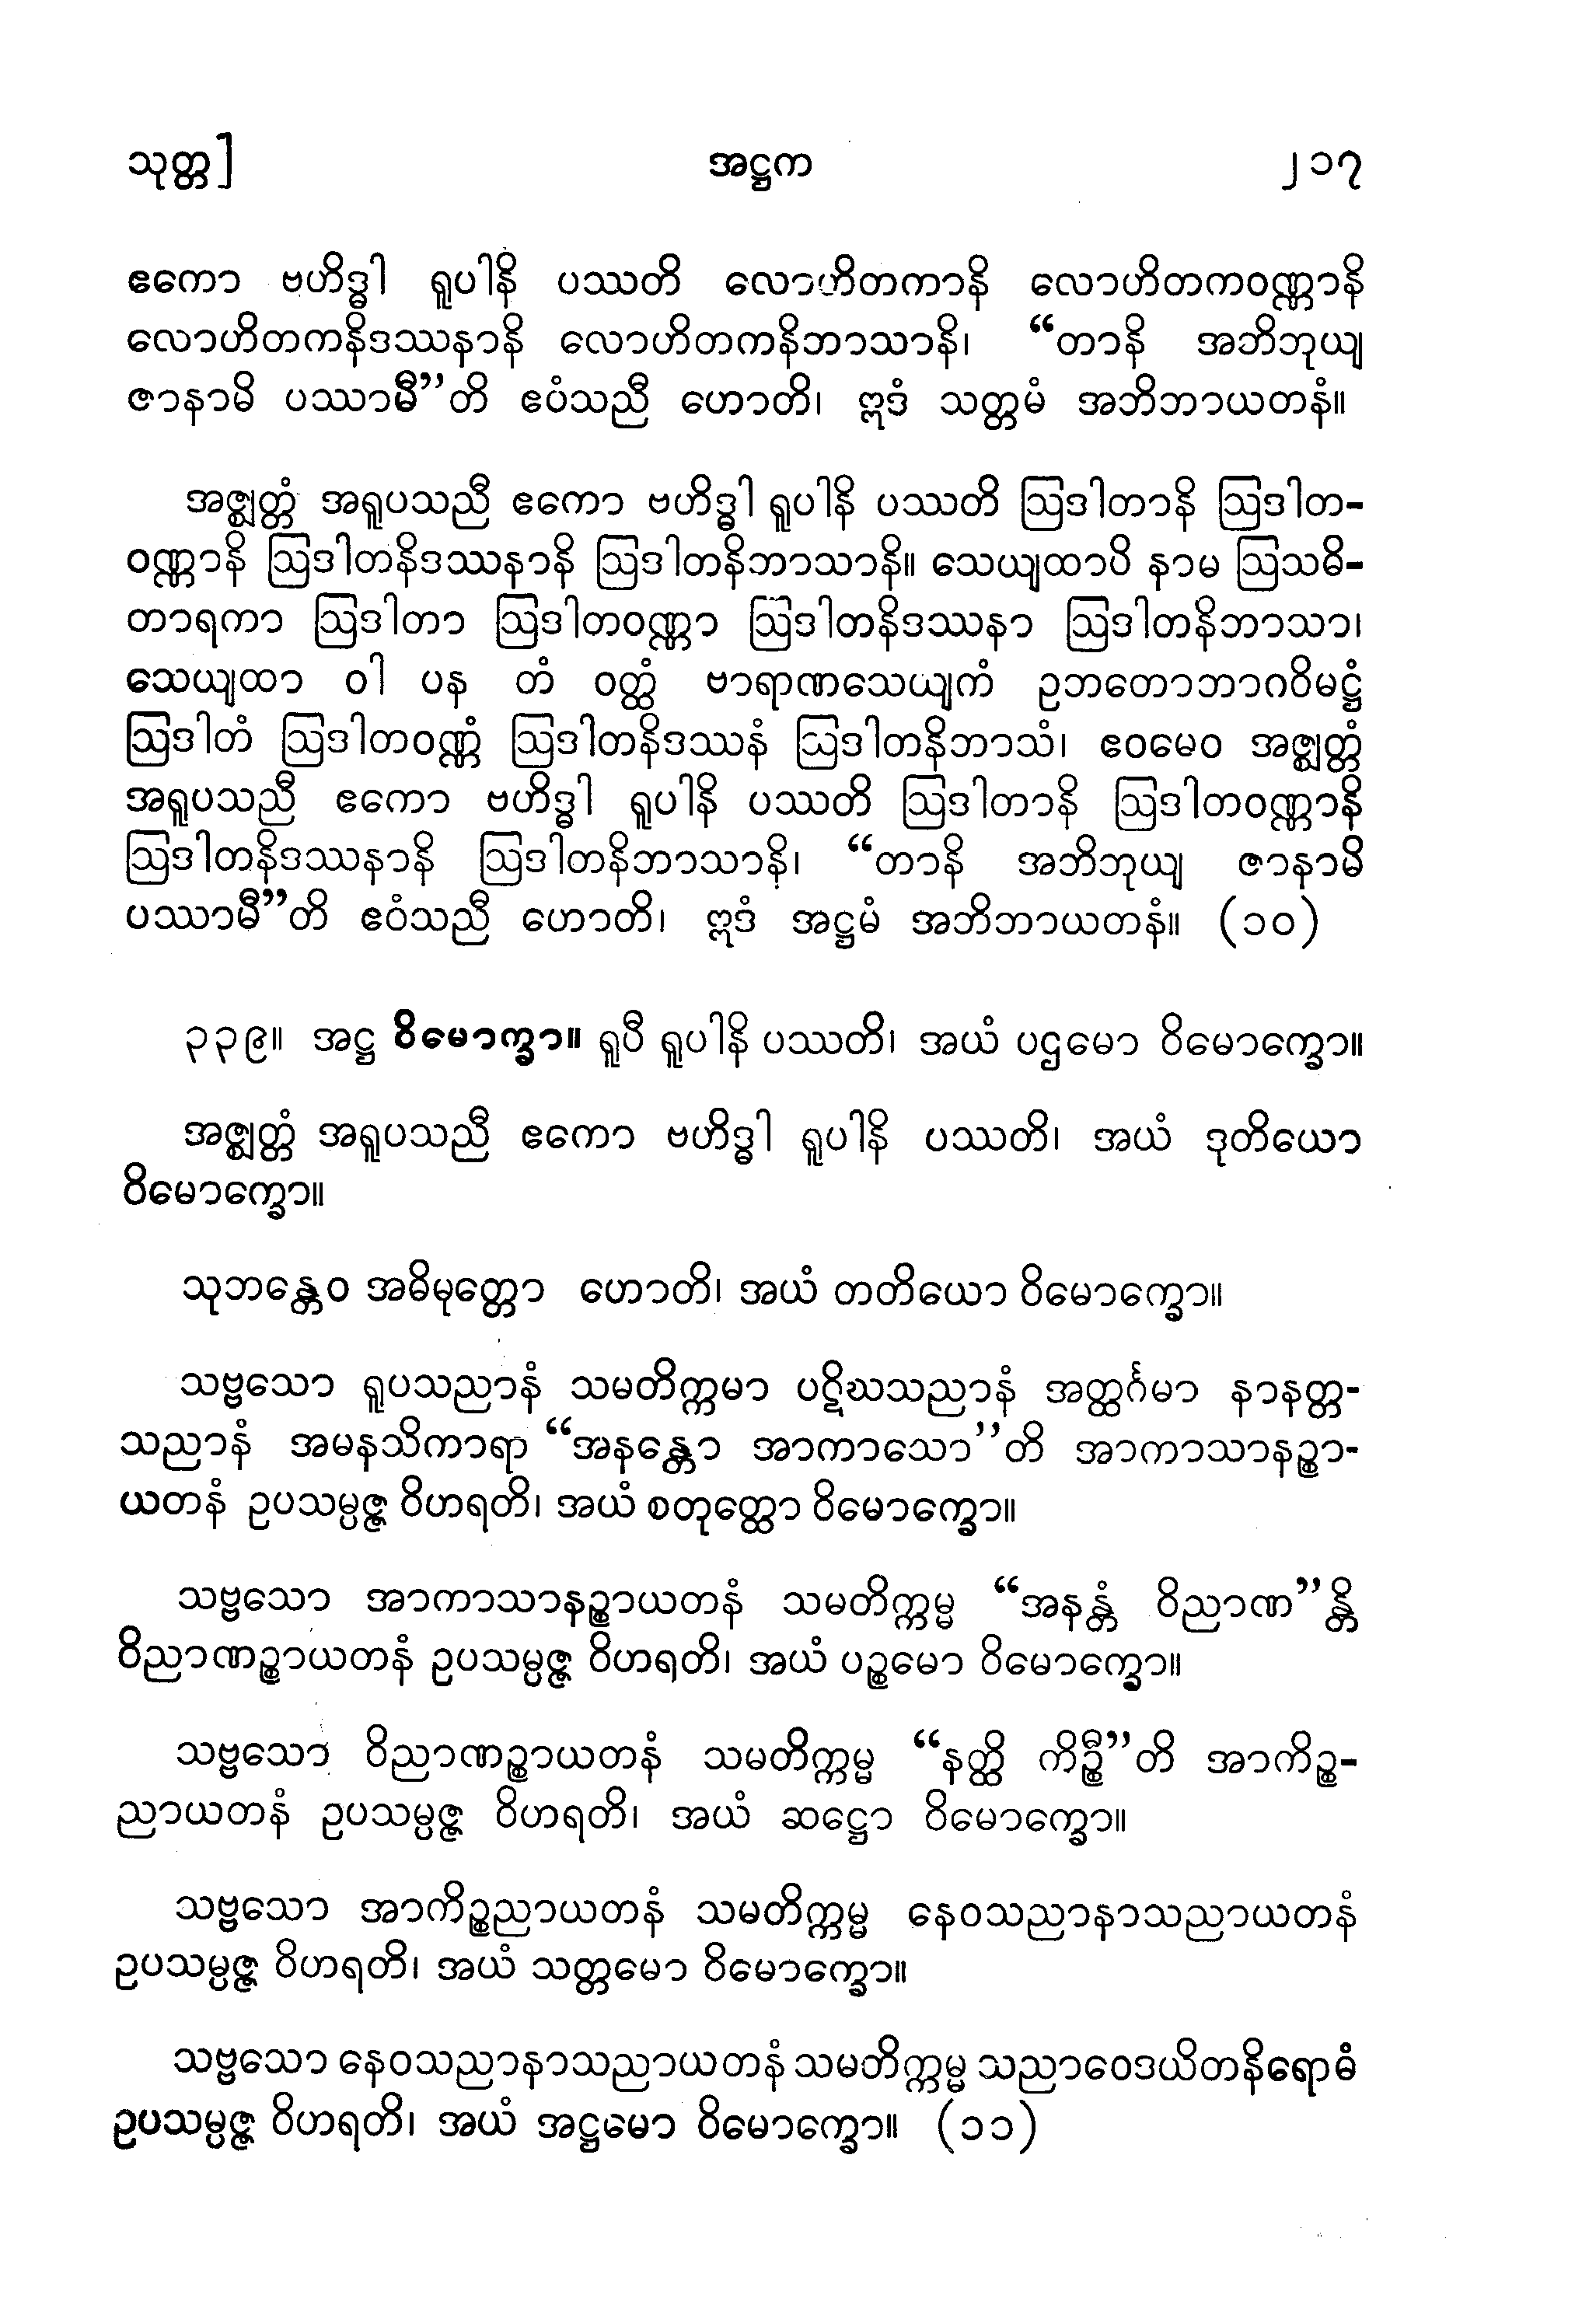 သုတ္တ] အဋ္ဌက ၂၁၇
ဧကော ဗဟိဒ္ဓါ ရူပါနိ ပဿတိ လောဟိတကာနိ လောဟိတကဝဏ္ဏာနိ
လောဟိတကနိဒဿနာနိ လောဟိတကနိဘာသာနိ၊ “တာနိ အဘိဘုယျ
ဇာနာမိ ပဿာမီ”တိ ဧဝံသညီ ဟောတိ၊ ဣဒံ သတ္တမံ အဘိဘာယတနံ။
အဇ္ဈတ္တံ အရူပသညီ ဧကော ဗဟိဒ္ဓါ ရူပါနိ ပဿတိ ဩဒါတာနိ ဩဒါတ-
ဝဏ္ဏာနိ ဩဒါတနိဒဿနာနိ ဩဒါတနိဘာသာနိ။ သေယျထာပိ နာမ ဩသဓိ-
တာရကာ ဩဒါတာ ဩဒါတဝဏ္ဏာ ဩဒါတနိဒဿနာ ဩဒါတနိဘာသာ၊
သေယျထာ ဝါ ပန တံ ဝတ္ထံ ဗာရာဏသေယျကံ ဥဘတောဘာဂဝိမဋ္ဌံ
ဩဒါတံ ဩဒါတဝဏ္ဏံ ဩဒါတနိဒဿနံ ဩဒါတနိဘာသံ၊ ဧဝမေဝ အဇ္ဈတ္တံ
အရူပသညီ ဧကော ဗဟိဒ္ဓါ ရူပါနိ ပဿတိ ဩဒါတာနိ ဩဒါတဝဏ္ဏာနိ
ဩဒါတနိဒဿနာနိ ဩဒါတနိဘာသာနိ၊ “တာနိ အဘိဘုယျ ဇာနာမိ
ပဿာမီ”တိ ဧဝံသညီ ဟောတိ၊ ဣဒံ အဋ္ဌမံ အဘိဘာယတနံ။ (၁၀)
၃၃၉။ အဋ္ဌ ဝိမောက္ခာ။ ရူပီ ရူပါနိ ပဿတိ၊ အယံ ပဌမော ဝိမောက္ခော။
အဇ္ဈတ္တံ အရူပသညီ ဧကော ဗဟိဒ္ဓါ ရူပါနိ ပဿတိ၊ အယံ ဒုတိယော
ဝိမောက္ခော။
သုဘန္တေဝ အဓိမုတ္တော ဟောတိ၊ အယံ တတိယော ဝိမောက္ခော။
သဗ္ဗသော ရူပသညာနံ သမတိက္ကမာ ပဋိဃသညာနံ အတ္ထင်္ဂမာ နာနတ္တ-
သညာနံ အမနသိကာရာ “အနန္တော အာကာသော”တိ အာကာသာနဉ္စာ-
ယတနံ ဥပသမ္ပဇ္ဇ ဝိဟရတိ၊ အယံ စတုတ္ထော ဝိမောက္ခော။
သဗ္ဗသော အာကာသာနဉ္စာယတနံ သမတိက္ကမ္မ “အနန္တံ ဝိညာဏ”န္တိ
ဝိညာဏဉ္စာယတနံ ဥပသမ္ပဇ္ဇ ဝိဟရတိ၊ အယံ ပဉ္စမော ဝိမောက္ခော။
သဗ္ဗသော ဝိညာဏဉ္စာယတနံ သမတိက္ကမ္မ “နတ္ထိ ကိဉ္စီ”တိ အာကိဉ္စ-
ညာယတနံ ဥပသမ္ပဇ္ဇ ဝိဟရတိ၊ အယံ ဆဋ္ဌော ဝိမောက္ခော။
သဗ္ဗသော အာကိဉ္စညာယတနံ သမတိက္ကမ္မ နေဝသညာနာသညာယတနံ
ဥပသမ္ပဇ္ဇ ဝိဟရတိ၊ အယံ သတ္တမော ဝိမောက္ခော။
သဗ္ဗသော နေဝသညာနာသညာယတနံ သမတိက္ကမ္မ သညာဝေဒယိတနိရောဓံ
ဥပသမ္ပဇ္ဇ ဝိဟရတိ၊ အယံ အဋ္ဌမော ဝိမောက္ခော။ (၁၁)